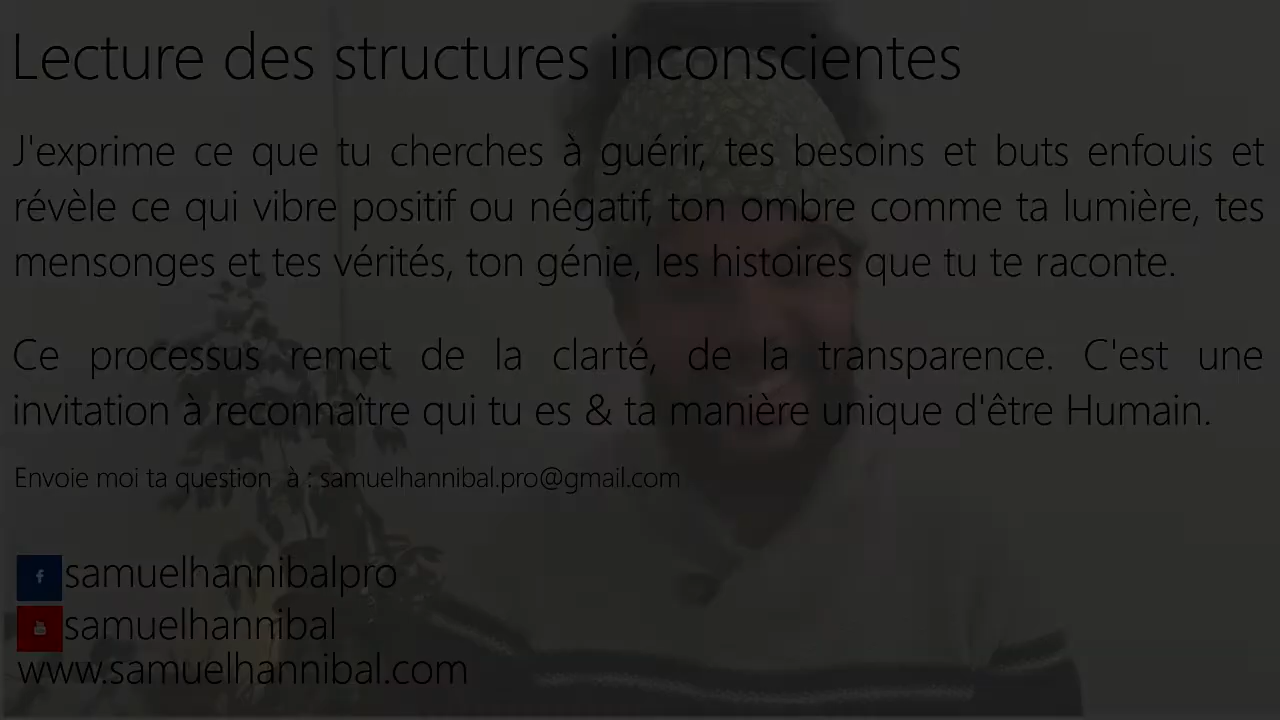 Lecture des structures inconscientes
J'exprime ce que tu cherches à guérir, tes besoins et buts enfouis et
révèle ce qui vibre positif ou négatif, ton ombre comme ta lumière, tes
mensonges et tes vérités, ton génie, les histoires que tu te raconte.
Ce processus remet de la clarté, de la transparence. C'est une
invitation à reconnaître qui tu es & ta manière unique d'être Humain.
Envoie moi ta question à : samuelhannibal.pro@gmail.com
samuelhannibalpro
samuelhannibal
www.samuelhannibal.com